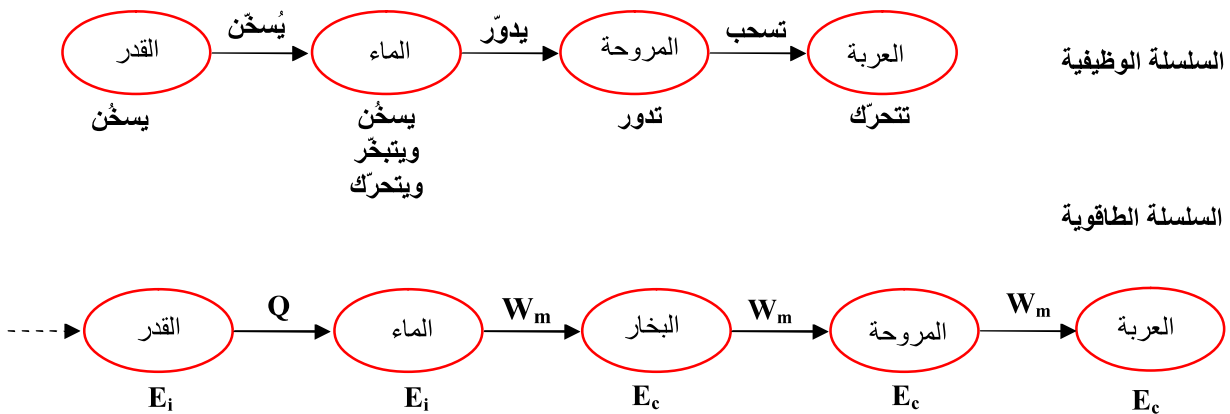 السلسلة الوظيفية
القدر يُسخّن الماء يدوّر المروحة تسحب العربة
يسخُن
يسخُن
ويتبخّر
ويتحرّك
تدور
تتحرّك
السلسلة الطاقوية
القدر Q الماء Wm البخار Wm المروحة Wm العربة
Ei Ei Ec Ec Ec